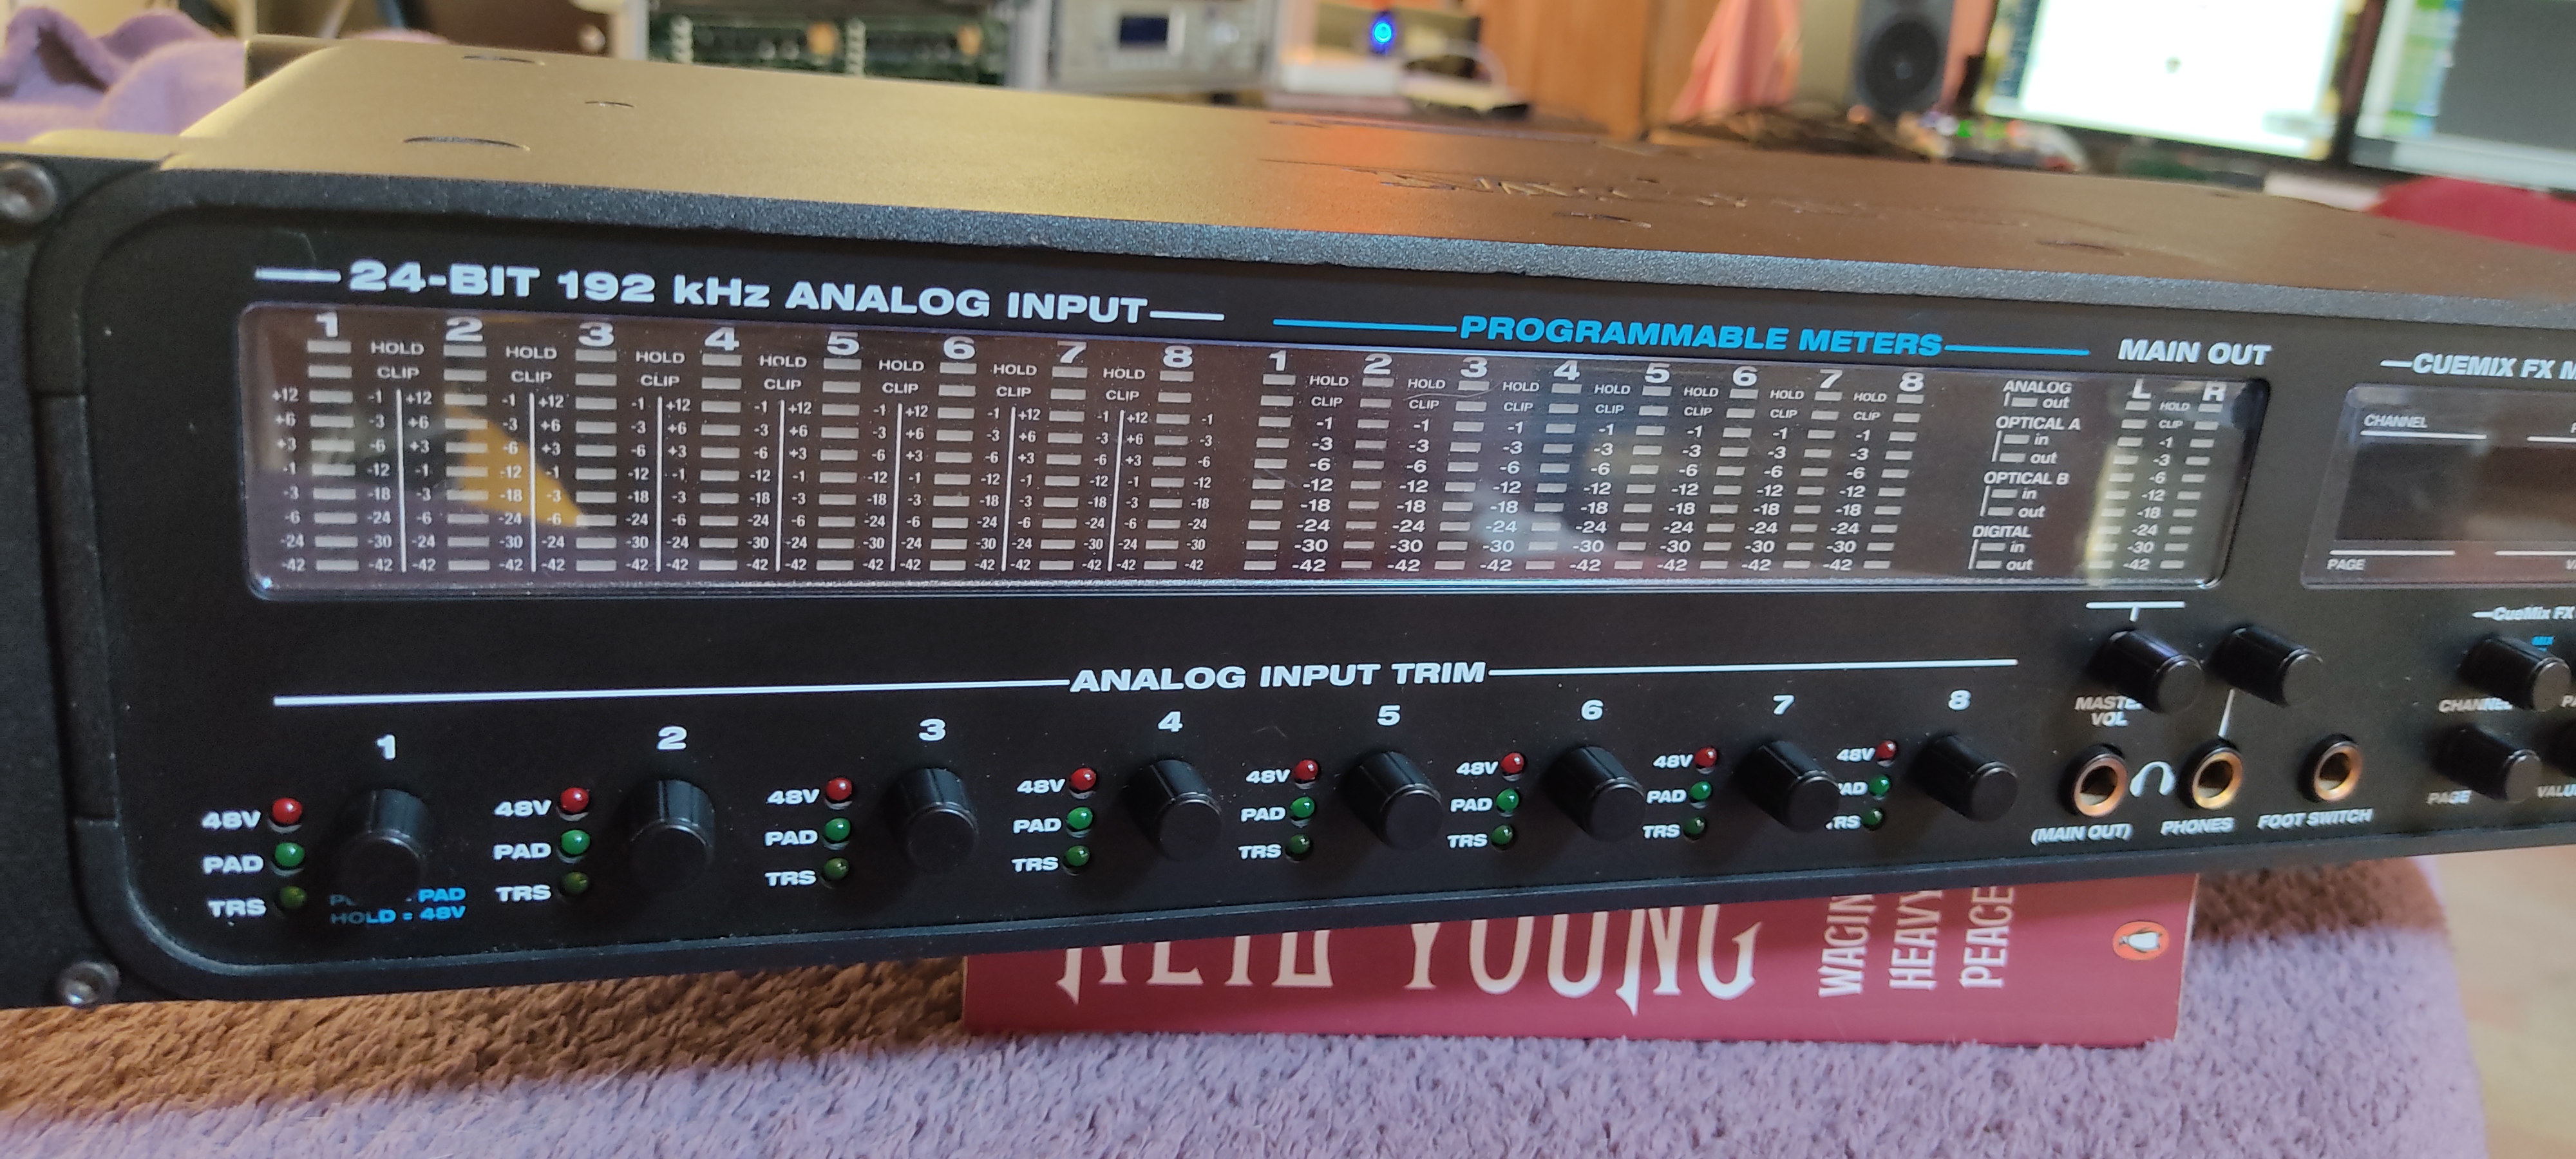 24-BIT 192 kHz ANALOG INPUT
PROGRAMMABLE METERS
MAIN OUT
CUEMIX FX
1 2 3 4 5 6 7 8
HOLD HOLD HOLD HOLD HOLD HOLD HOLD
CLIP CLIP CLIP CLIP CLIP CLIP CLIP
+12 -1 +12 -1 +12 -1 +12 -1 +12 -1 +12 -1 +12 -1 +12 -1
+6 -3 +6 -3 +6 -3 +6 -3 +6 -3 +6 -3 +6 -3 +6 -3
+3 -6 +3 -6 +3 -6 +3 -6 +3 -6 +3 -6 +3 -6 +3 -6
-1 -12 -1 -12 -1 -12 -1 -12 -1 -12 -1 -12 -1 -12 -1 -12
-3 -18 -3 -18 -3 -18 -3 -18 -3 -18 -3 -18 -3 -18 -3 -18
-6 -24 -6 -24 -6 -24 -6 -24 -6 -24 -6 -24 -6 -24 -6 -24
-24 -30 -24 -30 -24 -30 -24 -30 -24 -30 -24 -30 -24 -30 -24 -30
-42 -42 -42 -42 -42 -42 -42 -42 -42 -42 -42 -42 -42 -42 -42 -42
1 2 3 4 5 6 7 8
HOLD HOLD HOLD HOLD HOLD HOLD HOLD
CLIP CLIP CLIP CLIP CLIP CLIP CLIP
-1 -1 -1 -1 -1 -1 -1
-3 -3 -3 -3 -3 -3 -3
-6 -6 -6 -6 -6 -6 -6
-12 -12 -12 -12 -12 -12 -12
-18 -18 -18 -18 -18 -18 -18
-24 -24 -24 -24 -24 -24 -24
-30 -30 -30 -30 -30 -30 -30
-42 -42 -42 -42 -42 -42 -42
ANALOG
out
OPTICAL A
in
out
OPTICAL B
in
out
DIGITAL
in
out
L R
HOLD
CLIP
-1
-3
-6
-12
-18
-24
-30
-42
CHANNEL
PAGE
CueMix FX
MIX
ANALOG INPUT TRIM
1 2 3 4 5 6 7 8
48V 48V 48V 48V 48V 48V 48V 48V
PAD PAD PAD PAD PAD PAD PAD AD
TRS TRS TRS TRS TRS TRS TRS RS
PAD
HOLD = 48V
MASTE
VOL
(MAIN OUT)
PHONES
FOOT SWITCH
CHANNEL
PAGE
VALU
NEIL YOUNG
WAGIN
HEAVY
PEACE